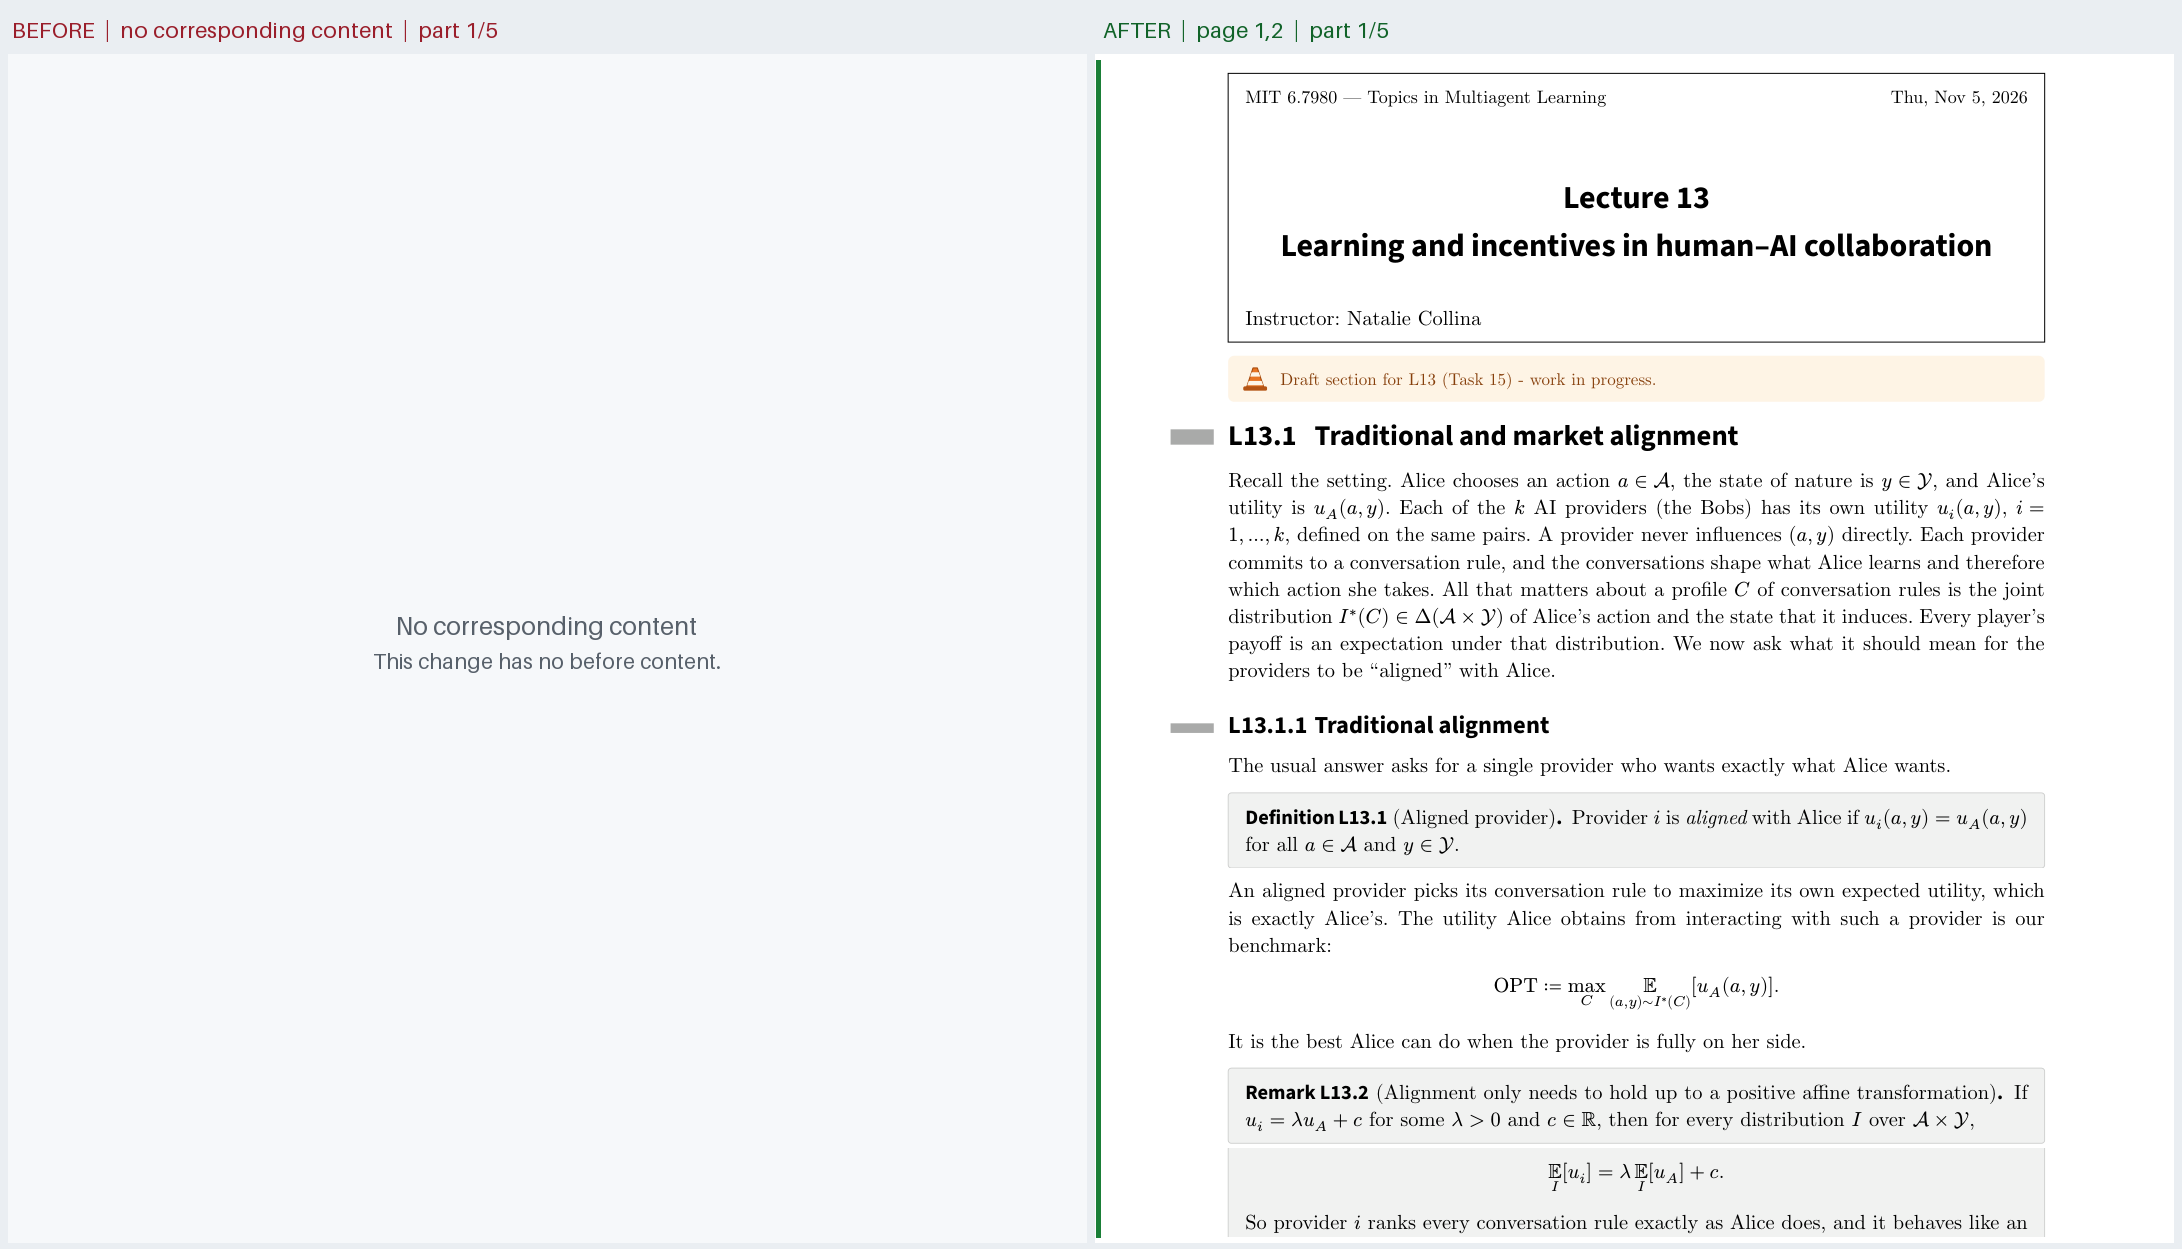 BEFORE | no corresponding content | part 1/5
AFTER | page 1,2 | part 1/5
No corresponding content
This change has no before content.
MIT 6.7980 — Topics in Multiagent Learning
Thu, Nov 5, 2026
Lecture 13
Learning and incentives in human–AI collaboration
Instructor: Natalie Collina
Draft section for L13 (Task 15) - work in progress.
L13.1 Traditional and market alignment
Recall the setting. Alice chooses an action a ∈ 𝒜, the state of nature is y ∈ 𝒴, and Alice's
utility is u_A(a, y). Each of the k AI providers (the Bobs) has its own utility u_i(a, y), i =
1, ..., k, defined on the same pairs. A provider never influences (a, y) directly. Each provider
commits to a conversation rule, and the conversations shape what Alice learns and therefore
which action she takes. All that matters about a profile C of conversation rules is the joint
distribution I*(C) ∈ Δ(𝒜 × 𝒴) of Alice's action and the state that it induces. Every player's
payoff is an expectation under that distribution. We now ask what it should mean for the
providers to be “aligned” with Alice.
L13.1.1 Traditional alignment
The usual answer asks for a single provider who wants exactly what Alice wants.
Definition L13.1 (Aligned provider). Provider i is aligned with Alice if u_i(a, y) = u_A(a, y)
for all a ∈ 𝒜 and y ∈ 𝒴.
An aligned provider picks its conversation rule to maximize its own expected utility, which
is exactly Alice's. The utility Alice obtains from interacting with such a provider is our
benchmark:
OPT := max_C 𝔼_{(a,y)∼I*(C)}[u_A(a, y)].
It is the best Alice can do when the provider is fully on her side.
Remark L13.2 (Alignment only needs to hold up to a positive affine transformation). If
u_i = λu_A + c for some λ > 0 and c ∈ ℝ, then for every distribution I over 𝒜 × 𝒴,
𝔼_I[u_i] = λ 𝔼_I[u_A] + c.
So provider i ranks every conversation rule exactly as Alice does, and it behaves like an